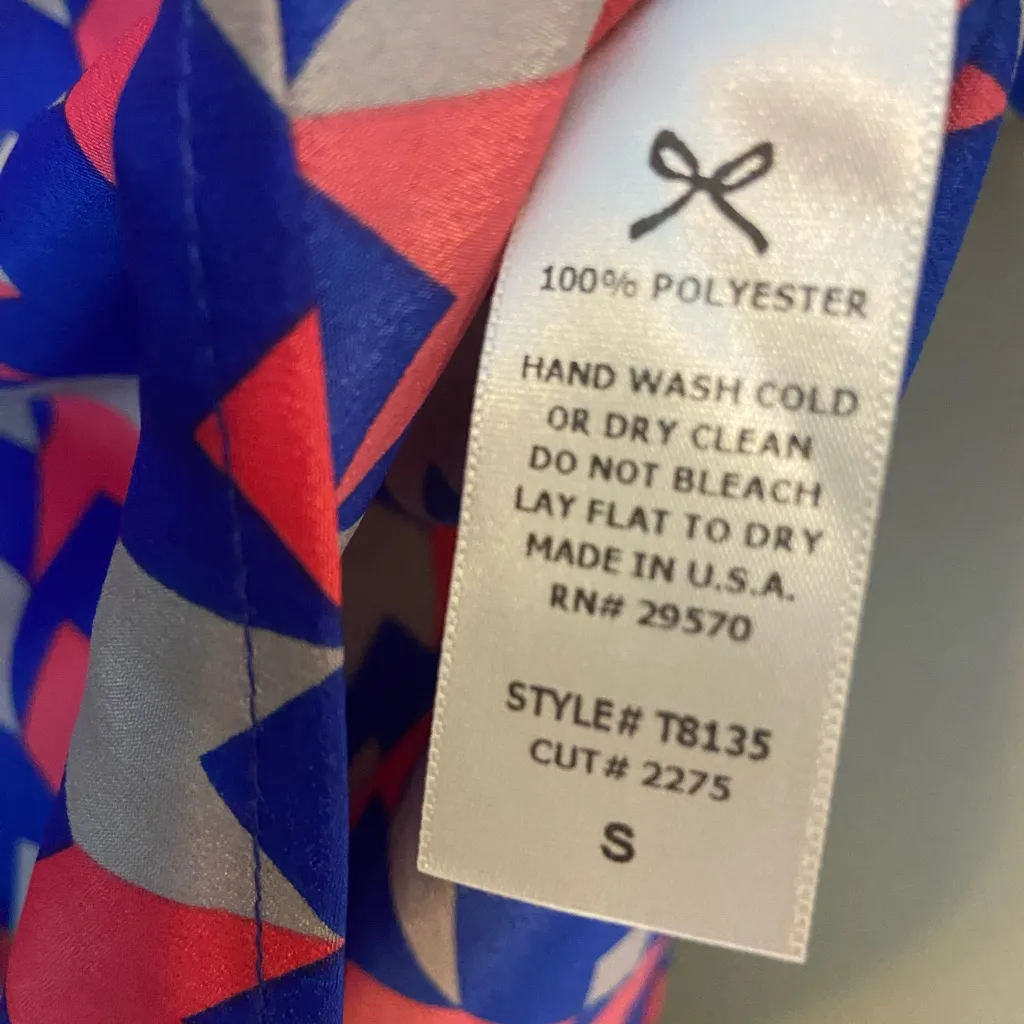 100% POLYESTER
HAND WASH COLD
OR DRY CLEAN
DO NOT BLEACH
LAY FLAT TO DRY
MADE IN U.S.A.
RN# 29570
STYLE# T8135
CUT# 2275
S